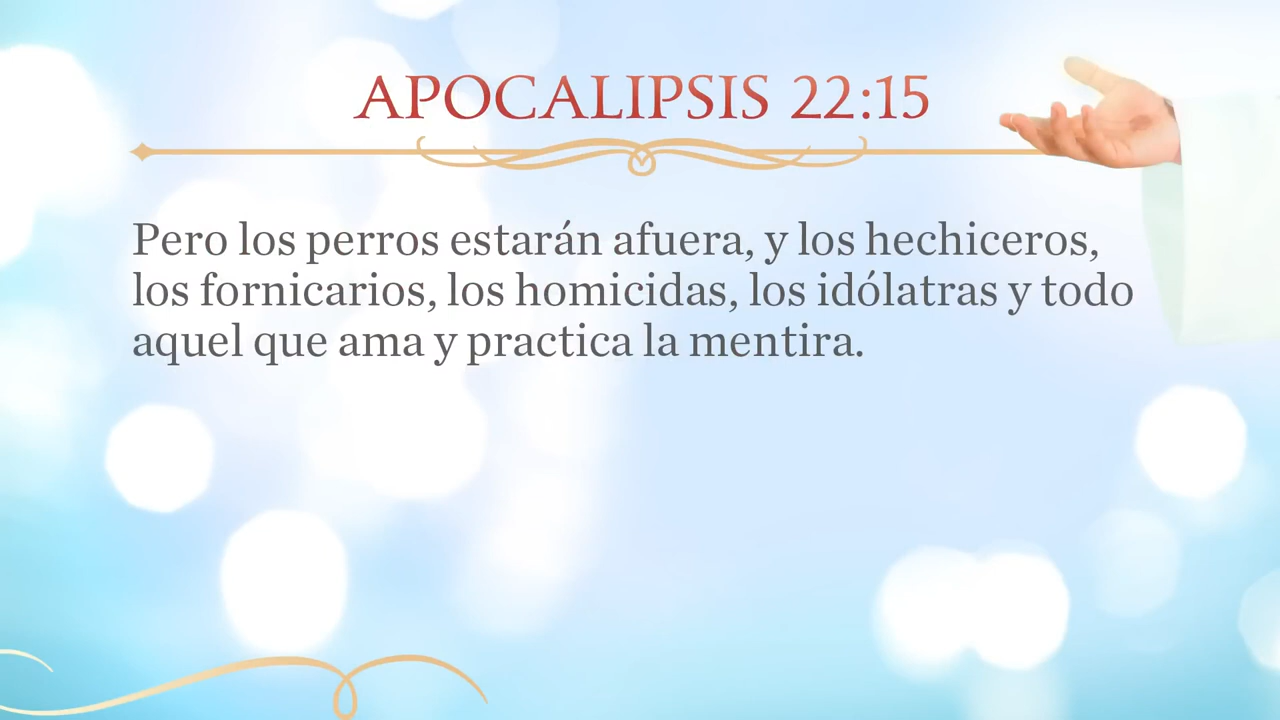 APOCALIPSIS 22:15
Pero los perros estarán afuera, y los hechiceros,
los fornicarios, los homicidas, los idólatras y todo
aquel que ama y practica la mentira.